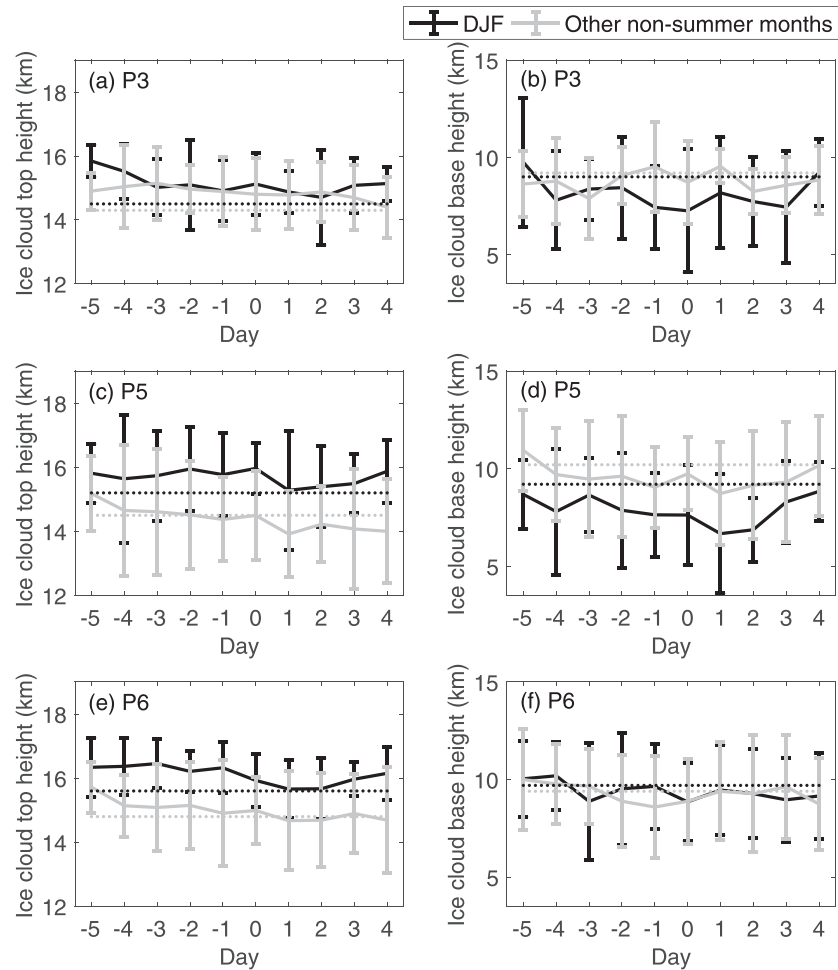 DJF Other non-summer months
(a) P3
Ice cloud top height (km)
18
16
14
12
-5 -4 -3 -2 -1 0 1 2 3 4
Day
(b) P3
Ice cloud base height (km)
15
10
5
-5 -4 -3 -2 -1 0 1 2 3 4
Day
(c) P5
Ice cloud top height (km)
18
16
14
12
-5 -4 -3 -2 -1 0 1 2 3 4
Day
(d) P5
Ice cloud base height (km)
15
10
5
-5 -4 -3 -2 -1 0 1 2 3 4
Day
(e) P6
Ice cloud top height (km)
18
16
14
12
-5 -4 -3 -2 -1 0 1 2 3 4
Day
(f) P6
Ice cloud base height (km)
15
10
5
-5 -4 -3 -2 -1 0 1 2 3 4
Day